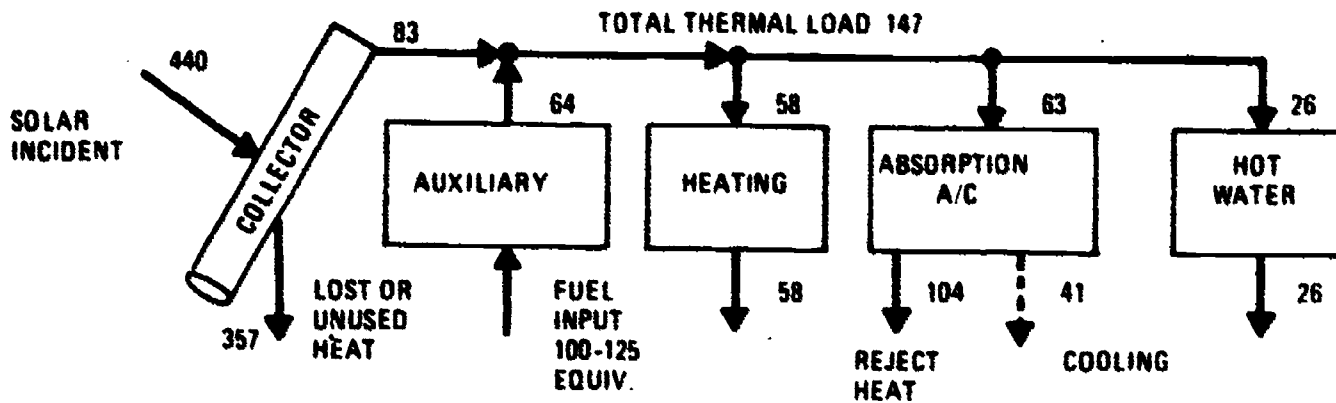 TOTAL THERMAL LOAD 147
83
440
SOLAR
INCIDENT
COLLECTOR
357
LOST OR
UNUSED
HEAT
64
AUXILIARY
FUEL
INPUT
100-125
EQUIV.
58
HEATING
58
63
ABSORPTION
A/C
104
41
REJECT
HEAT
COOLING
26
HOT
WATER
26